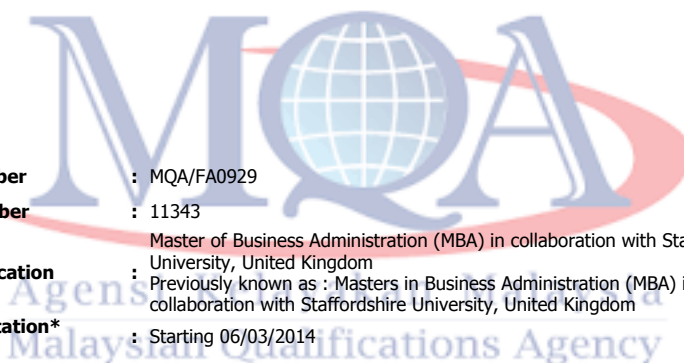 MQA
ber : MQA/FA0929
ber : 11343
Master of Business Administration (MBA) in collaboration with Sta
cation : University, United Kingdom
Previously known as : Masters in Business Administration (MBA) i
collaboration with Staffordshire University, United Kingdom
tation* : Starting 06/03/2014
Agensi Malaysia
Malaysian Qualifications Agency